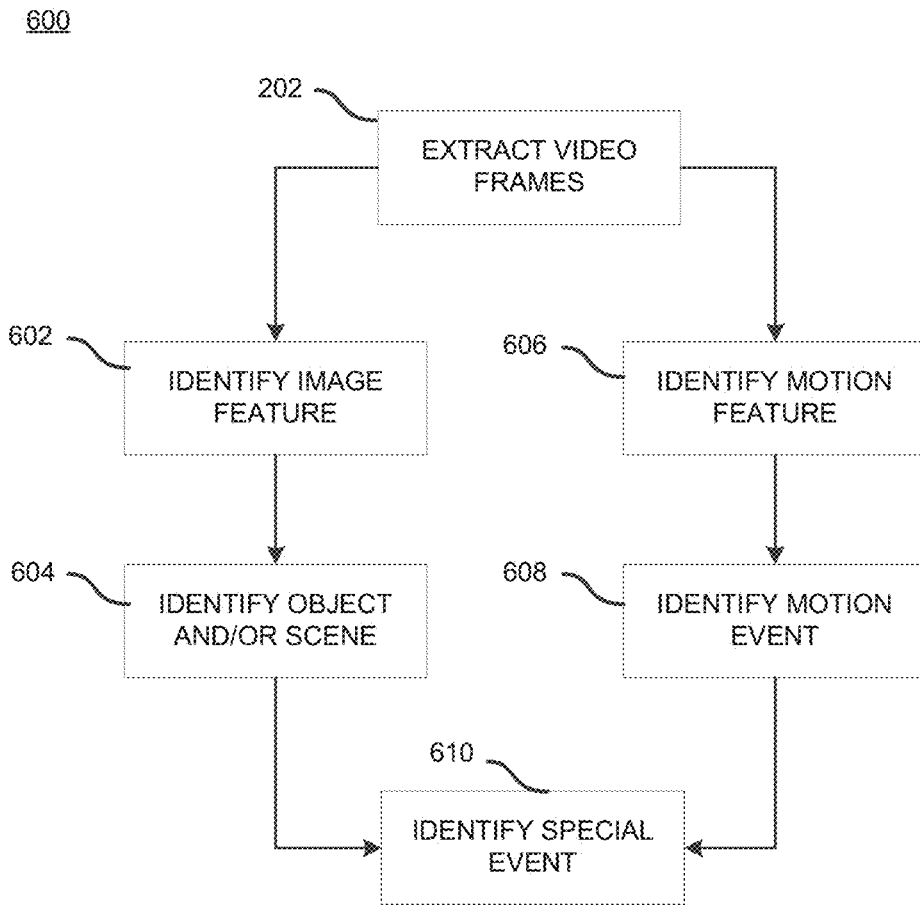 600
202
EXTRACT VIDEO
FRAMES
602
IDENTIFY IMAGE
FEATURE
606
IDENTIFY MOTION
FEATURE
604
IDENTIFY OBJECT
AND/OR SCENE
608
IDENTIFY MOTION
EVENT
610
IDENTIFY SPECIAL
EVENT